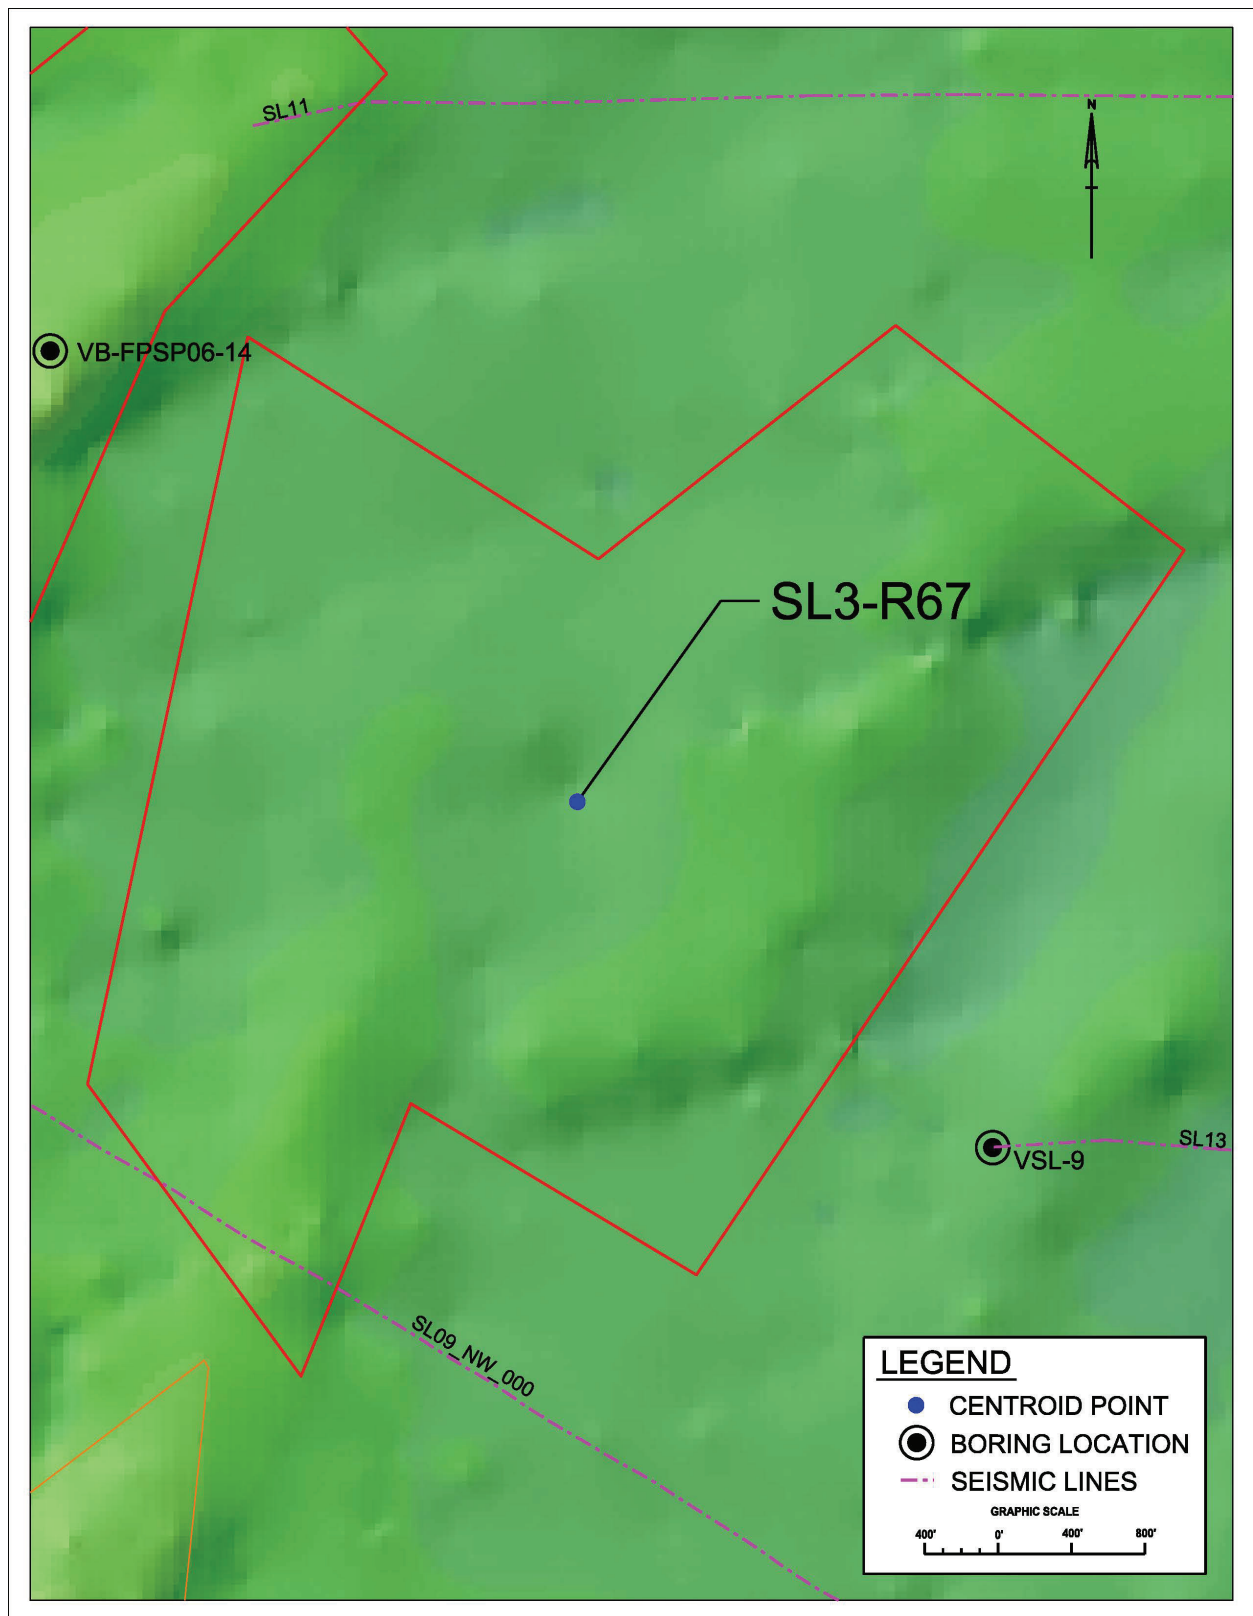 SL11
N
VB-FPSP06-14
SL3-R67
SL13
VSL-9
SL09_NW_000
LEGEND
CENTROID POINT
BORING LOCATION
SEISMIC LINES
GRAPHIC SCALE
400' 0' 400' 800'